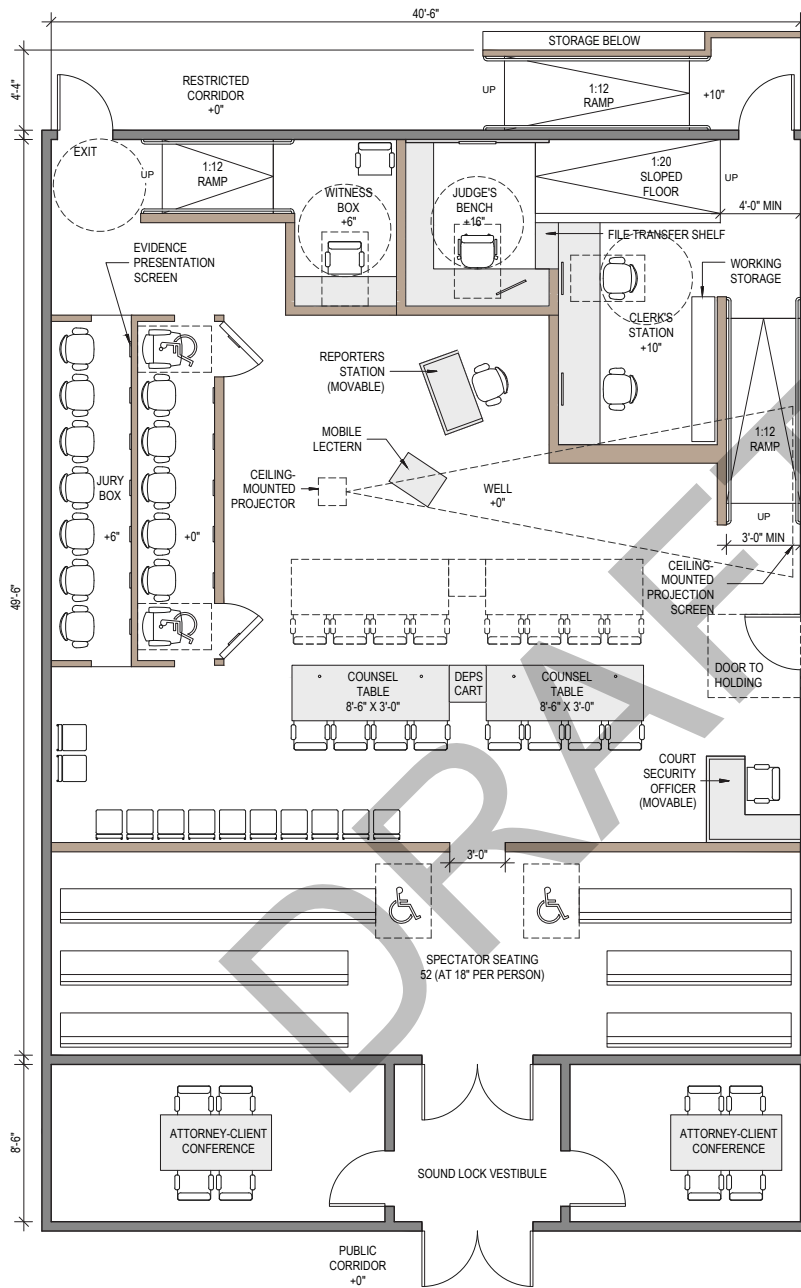 40'-6"
STORAGE BELOW
4'-4"
RESTRICTED
CORRIDOR
+0"
UP
1:12
RAMP
+10"
EXIT
UP
1:12
RAMP
WITNESS
BOX
+6"
JUDGE'S
BENCH
+16"
1:20
SLOPED
FLOOR
UP
4'-0" MIN
FILE TRANSFER SHELF
EVIDENCE
PRESENTATION
SCREEN
WORKING
STORAGE
CLERK'S
STATION
+10"
REPORTERS
STATION
(MOVABLE)
MOBILE
LECTERN
1:12
RAMP
CEILING-
MOUNTED
PROJECTOR
WELL
+0"
JURY
BOX
+6"
+0"
UP
3'-0" MIN
CEILING-
MOUNTED
PROJECTION
SCREEN
49'-6"
COUNSEL
TABLE
8'-6" X 3'-0"
DEPS
CART
COUNSEL
TABLE
8'-6" X 3'-0"
DOOR TO
HOLDING
COURT
SECURITY
OFFICER
(MOVABLE)
3'-0"
SPECTATOR SEATING
52 (AT 18" PER PERSON)
DRAFT
8'-6"
ATTORNEY-CLIENT
CONFERENCE
SOUND LOCK VESTIBULE
ATTORNEY-CLIENT
CONFERENCE
PUBLIC
CORRIDOR
+0"